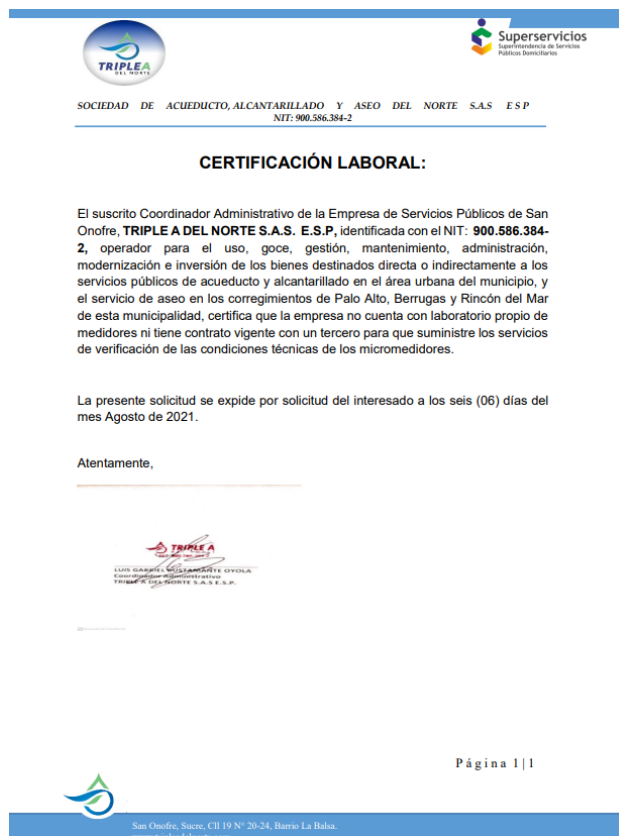 TRIPLE A
DEL NORTE
Superservicios
Superintendencia de Servicios
Públicos Domiciliarios
SOCIEDAD DE ACUEDUCTO, ALCANTARILLADO Y ASEO DEL NORTE S.A.S E S P
NIT: 900.586.384-2
CERTIFICACIÓN LABORAL:
El suscrito Coordinador Administrativo de la Empresa de Servicios Públicos de San
Onofre, TRIPLE A DEL NORTE S.A.S. E.S.P, identificada con el NIT: 900.586.384-
2, operador para el uso, goce, gestión, mantenimiento, administración,
modernización e inversión de los bienes destinados directa o indirectamente a los
servicios públicos de acueducto y alcantarillado en el área urbana del municipio, y
el servicio de aseo en los corregimientos de Palo Alto, Berrugas y Rincón del Mar
de esta municipalidad, certifica que la empresa no cuenta con laboratorio propio de
medidores ni tiene contrato vigente con un tercero para que suministre los servicios
de verificación de las condiciones técnicas de los micromedidores.
La presente solicitud se expide por solicitud del interesado a los seis (06) días del
mes Agosto de 2021.
Atentamente,
TRIPLE A
LUIS GABRIEL BUSTAMANTE OYOLA
Coordinador Administrativo
TRIPLE A DEL NORTE S.A.S E.S.P.
Página 1|1
San Onofre, Sucre, Cll 19 N° 20-24, Barrio La Balsa.